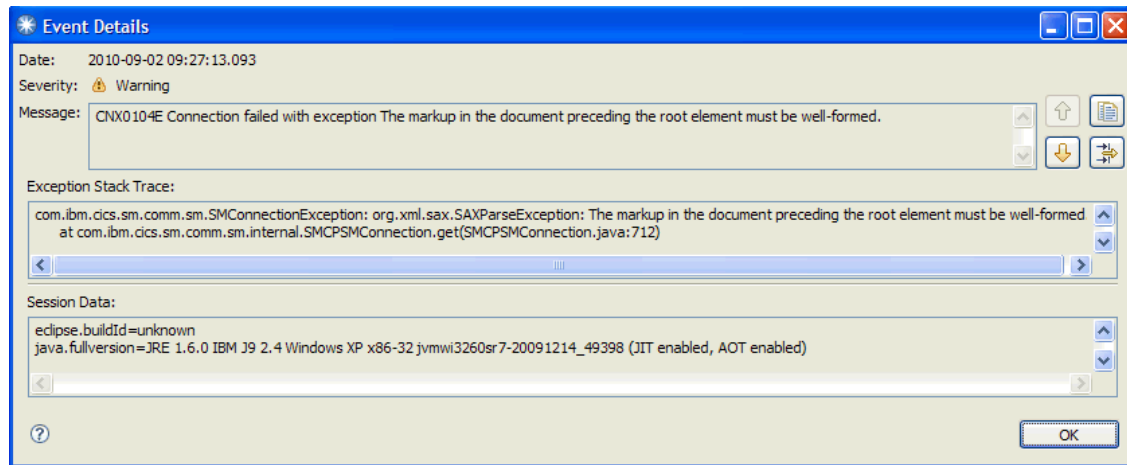 Event Details
Date: 2010-09-02 09:27:13.093
Severity: Warning
Message: CNX0104E Connection failed with exception The markup in the document preceding the root element must be well-formed.
Exception Stack Trace:
com.ibm.cics.sm.comm.sm.SMConnectionException: org.xml.sax.SAXParseException: The markup in the document preceding the root element must be well-formed.
at com.ibm.cics.sm.comm.sm.internal.SMCPSMConnection.get(SMCPSMConnection.java:712)
Session Data:
eclipse.buildId=unknown
java.fullversion=JRE 1.6.0 IBM J9 2.4 Windows XP x86-32 jvmwi3260sr7-20091214_49398 (JIT enabled, AOT enabled)
OK